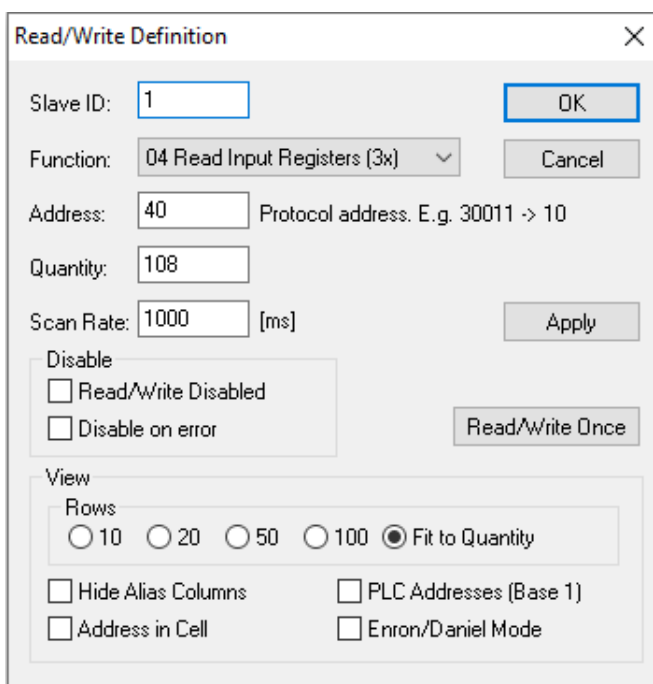 Read/Write Definition
Slave ID: 1 OK
Function: 04 Read Input Registers (3x) Cancel
Address: 40 Protocol address. E.g. 30011 -> 10
Quantity: 108
Scan Rate: 1000 [ms] Apply
Disable
Read/Write Disabled
Disable on error
Read/Write Once
View
Rows
10 20 50 100 Fit to Quantity
Hide Alias Columns PLC Addresses (Base 1)
Address in Cell Enron/Daniel Mode